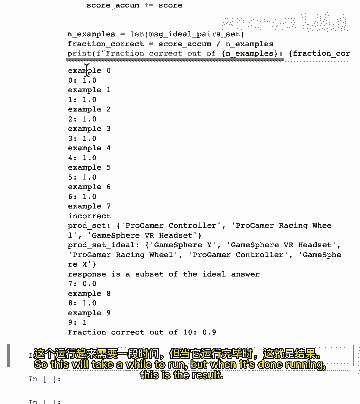 score_accum += score
n_examples = len(msg_ideal_pairs_set)
fraction_correct = score_accum / n_examples
print(f"Fraction correct out of {n_examples}: {fraction_cor
example 0
0: 1.0
example 1
1: 1.0
example 2
2: 1.0
example 3
3: 1.0
example 4
4: 1.0
example 5
5: 1.0
example 6
6: 1.0
example 7
incorrect
prod_set: {'ProGamer Controller', 'ProGamer Racing Whee
l', 'GameSphere VR Headset'}
prod_set_ideal: {'GameSphere Y', 'GameSphere VR Headset',
'ProGamer Racing Wheel', 'ProGamer Controller', 'GameSphe
re X'}
response is a subset of the ideal answer
7: 0.0
example 8
8: 1.0
example 9
9: 1
Fraction correct out of 10: 0.9
这个运行起来需要一段时间，但当它运行完毕时，这就是结果。
So this will take a while to run, but when it's done running,
this is the result.
In [ ]:
In [ ]: